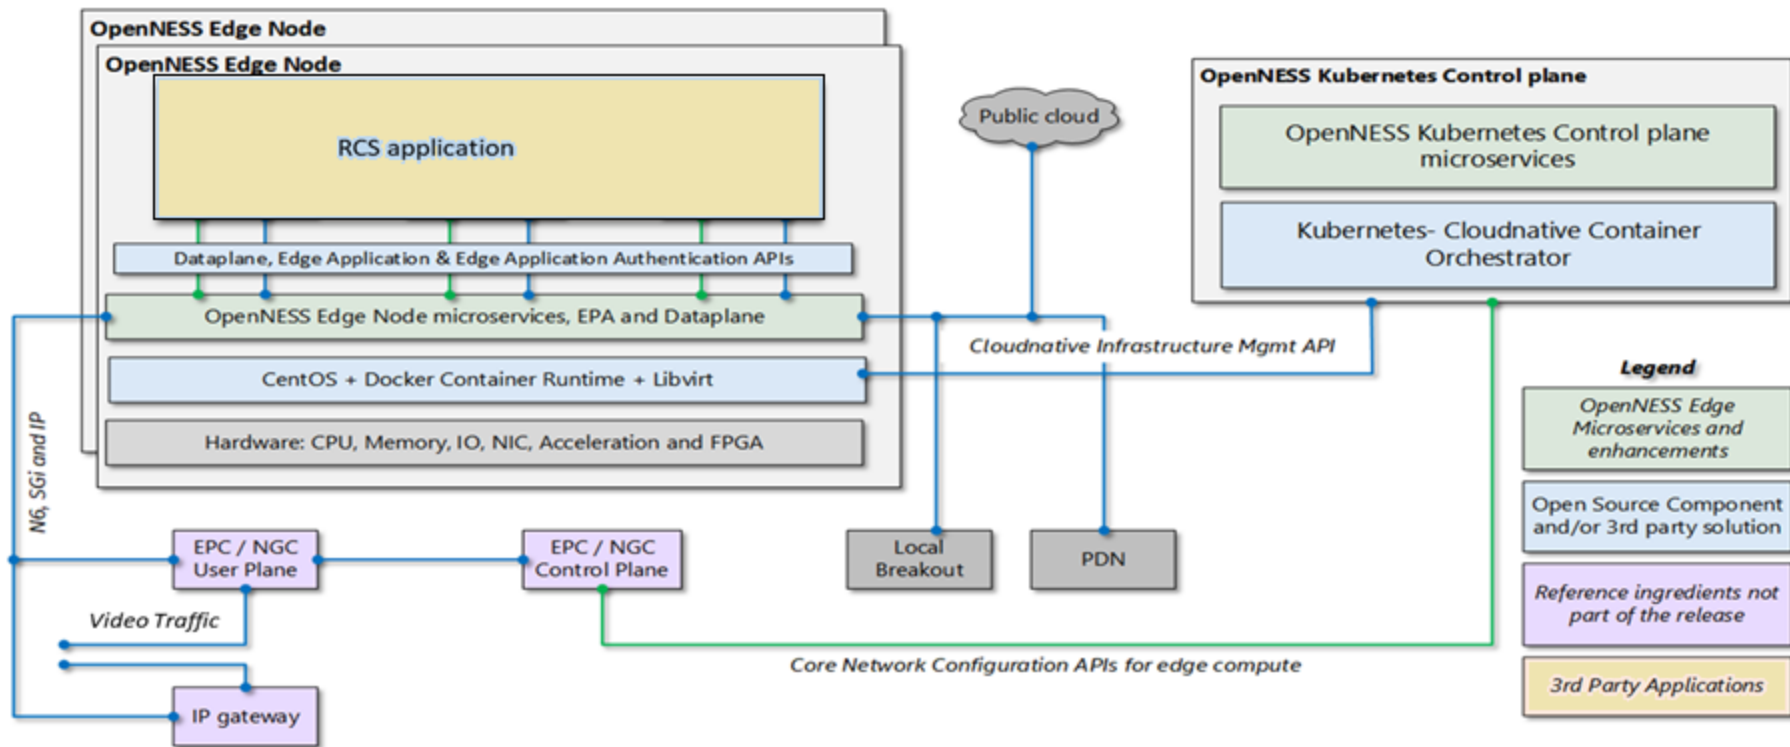 OpenNESS Edge Node
OpenNESS Edge Node
RCS application
Dataplane, Edge Application & Edge Application Authentication APIs
OpenNESS Edge Node microservices, EPA and Dataplane
CentOS + Docker Container Runtime + Libvirt
Hardware: CPU, Memory, IO, NIC, Acceleration and FPGA
Public cloud
OpenNESS Kubernetes Control plane
OpenNESS Kubernetes Control plane
microservices
Kubernetes- Cloudnative Container
Orchestrator
Cloudnative Infrastructure Mgmt API
N6, SGi and IP
EPC / NGC
User Plane
EPC / NGC
Control Plane
Local
Breakout
PDN
Video Traffic
IP gateway
Core Network Configuration APIs for edge compute
Legend
OpenNESS Edge
Microservices and
enhancements
Open Source Component
and/or 3rd party solution
Reference ingredients not
part of the release
3rd Party Applications